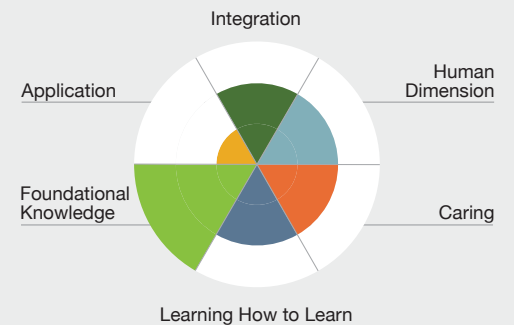 Integration
Application
Human
Dimension
Foundational
Knowledge
Caring
Learning How to Learn